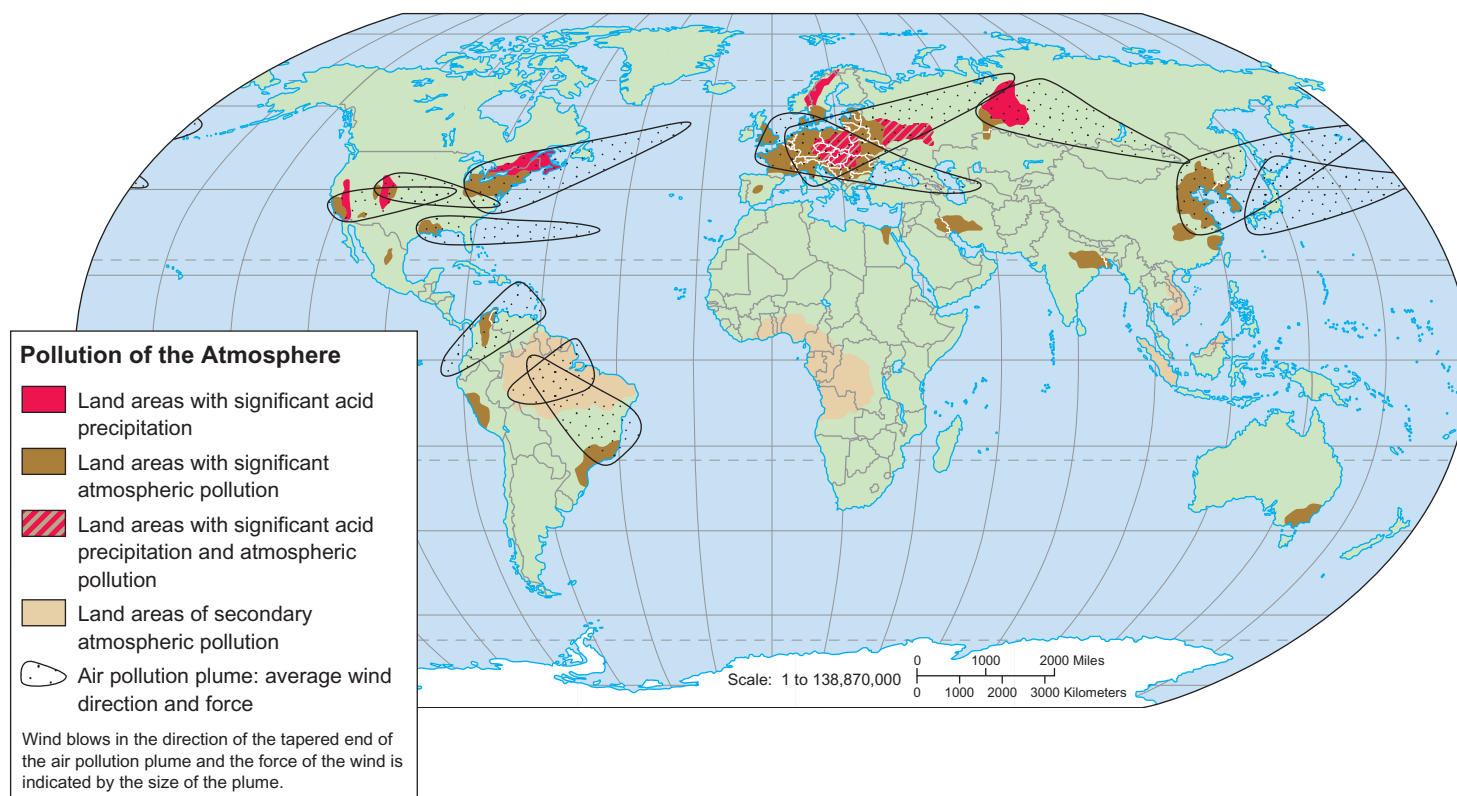 Pollution of the Atmosphere
Land areas with significant acid
precipitation
Land areas with significant
atmospheric pollution
Land areas with significant acid
precipitation and atmospheric
pollution
Land areas of secondary
atmospheric pollution
Air pollution plume: average wind
direction and force
Wind blows in the direction of the tapered end of
the air pollution plume and the force of the wind is
indicated by the size of the plume.
0 1000 2000 Miles
Scale: 1 to 138,870,000
0 1000 2000 3000 Kilometers